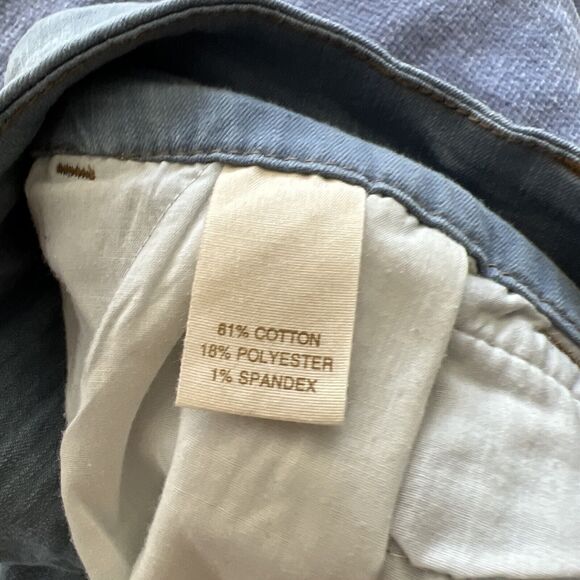 81% COTTON
18% POLYESTER
1% SPANDEX